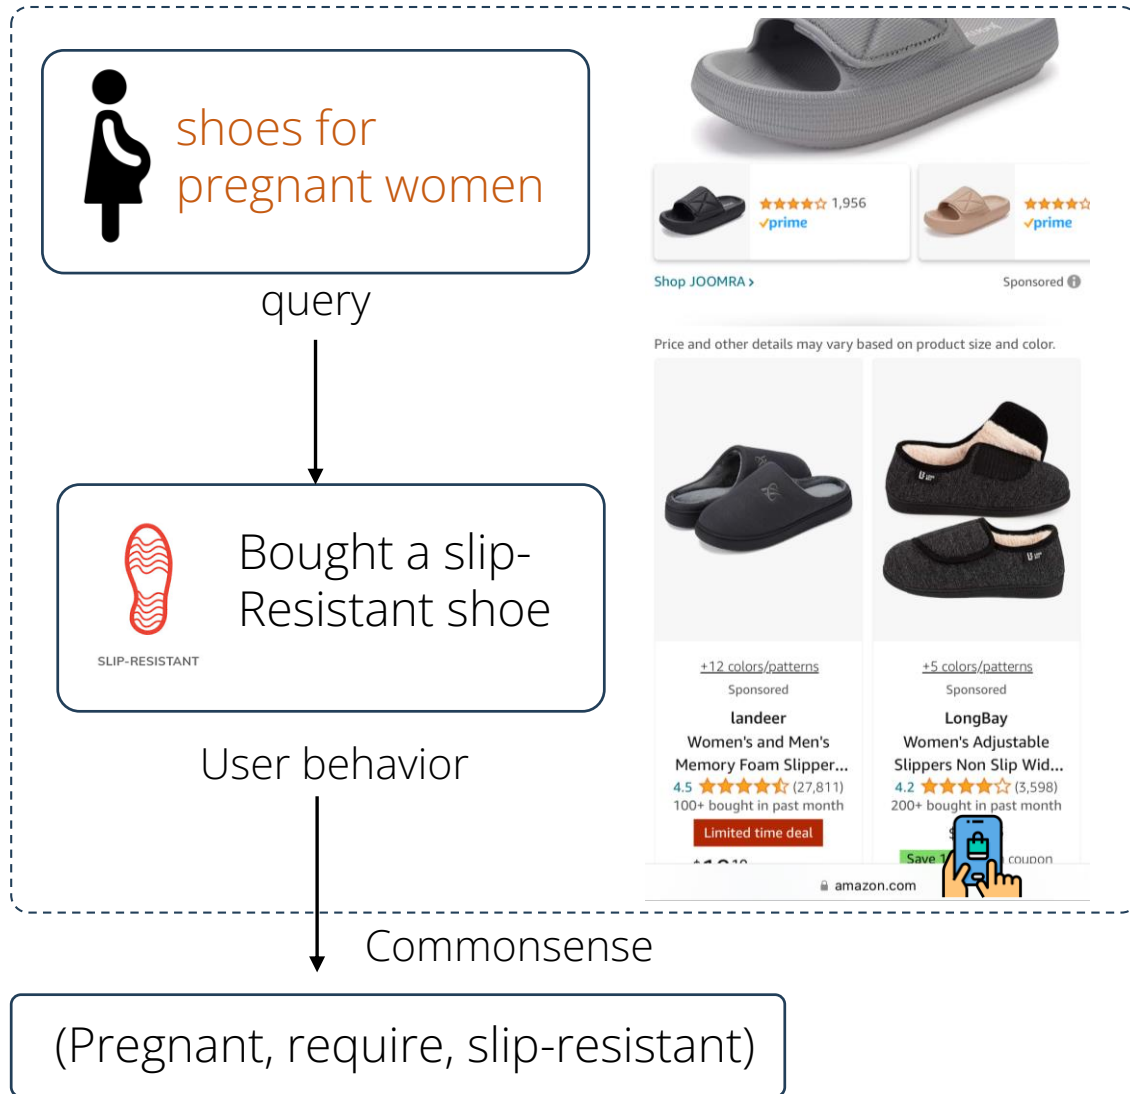 shoes for
pregnant women
query
Bought a slip-
Resistant shoe
SLIP-RESISTANT
User behavior
Commonsense
(Pregnant, require, slip-resistant)
1,956
prime
prime
Shop JOOMRA ›
Sponsored
Price and other details may vary based on product size and color.
+12 colors/patterns
Sponsored
landeer
Women's and Men's
Memory Foam Slipper...
4.5 (27,811)
100+ bought in past month
Limited time deal
+5 colors/patterns
Sponsored
LongBay
Women's Adjustable
Slippers Non Slip Wid...
4.2 (3,598)
200+ bought in past month
Save
coupon
amazon.com